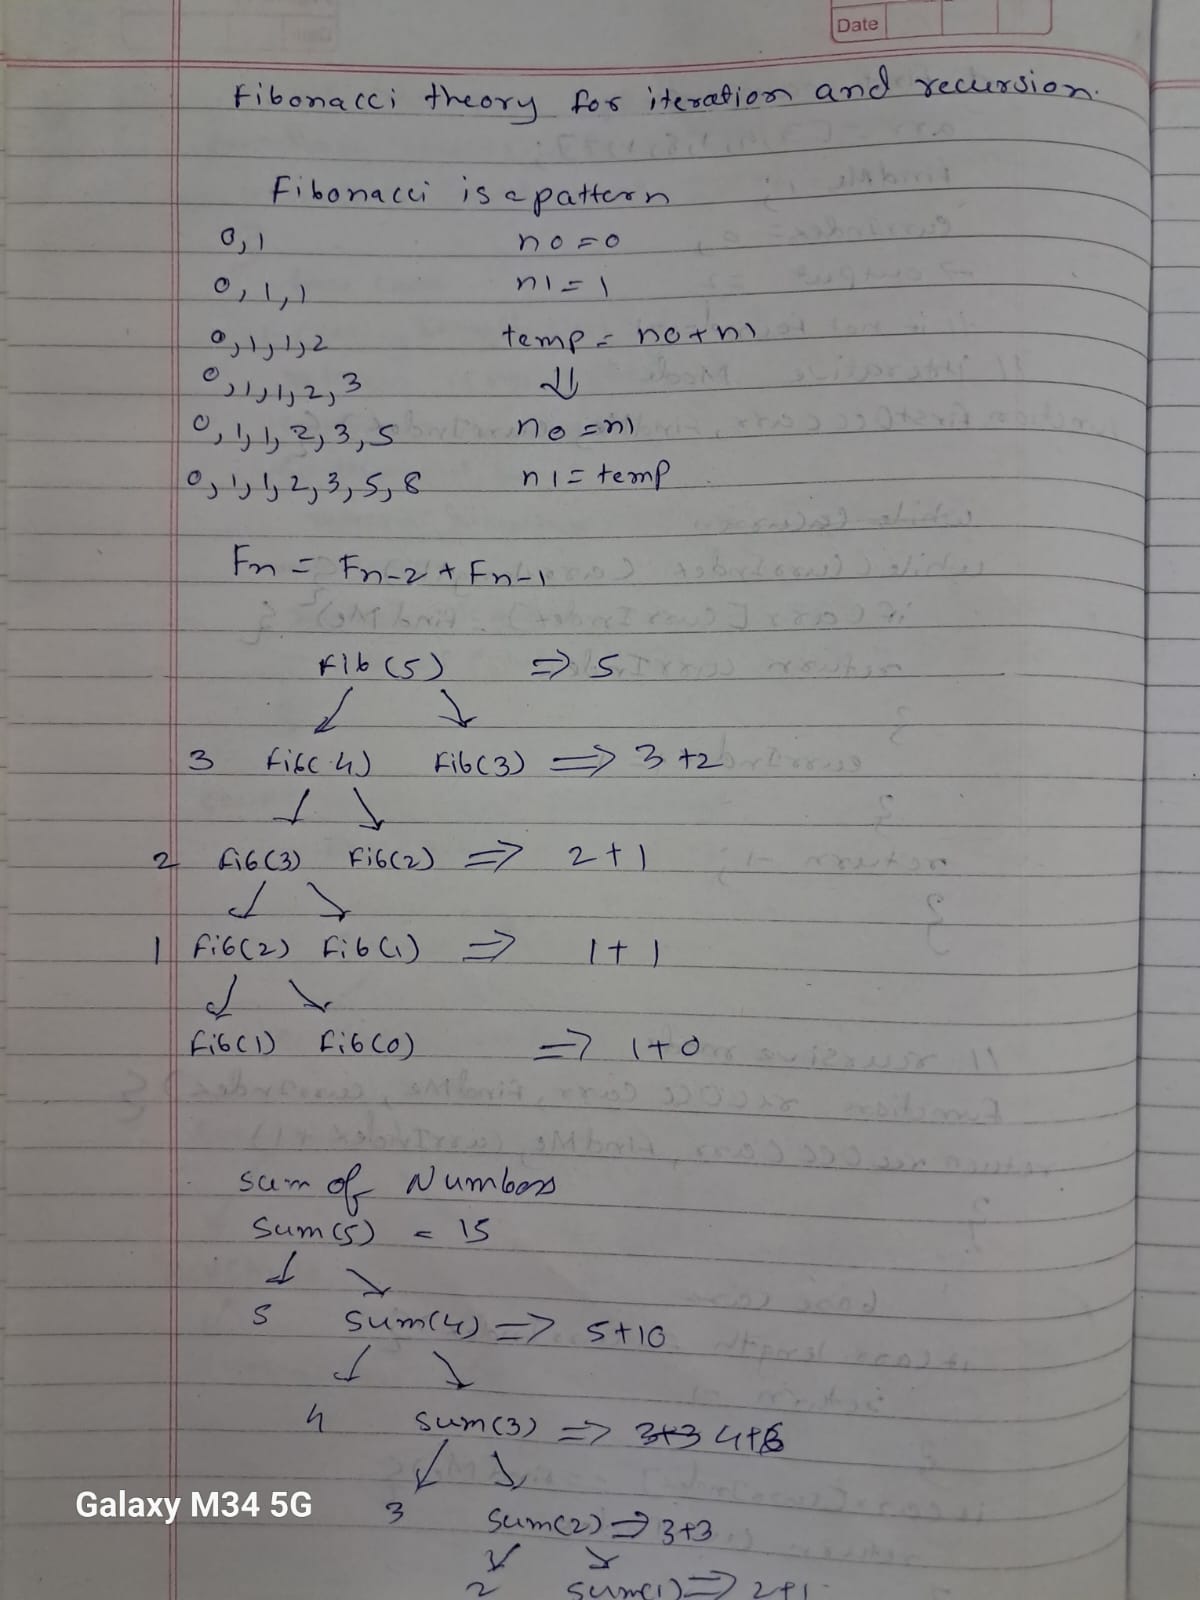 Date
Fibonacci theory for iteration and recursion.
Fibonacci is a pattern
0,1 no=0
0,1,1 n1=1
0,1,1,2 temp=no+n1
0,1,1,2,3 ⇓
0,1,1,2,3,5 no=n1
0,1,1,2,3,5,8 n1=temp
Fn = Fn-2 + Fn-1
Fib(5) => 5
↙ ↘
3 Fib(4) Fib(3) => 3+2
↙ ↘
2 Fib(3) Fib(2) => 2+1
↙ ↘
1 Fib(2) Fib(1) => 1+1
↙ ↘
Fib(1) Fib(0) => 1+0
Sum of Numbers
Sum(5) = 15
↙ ↘
5 Sum(4) => 5+10
↙ ↘
4 Sum(3) => 3+3 4+6
↙ ↘
3 Sum(2) => 3+3
↙ ↘
2 Sum(1) => 2+1
Galaxy M34 5G